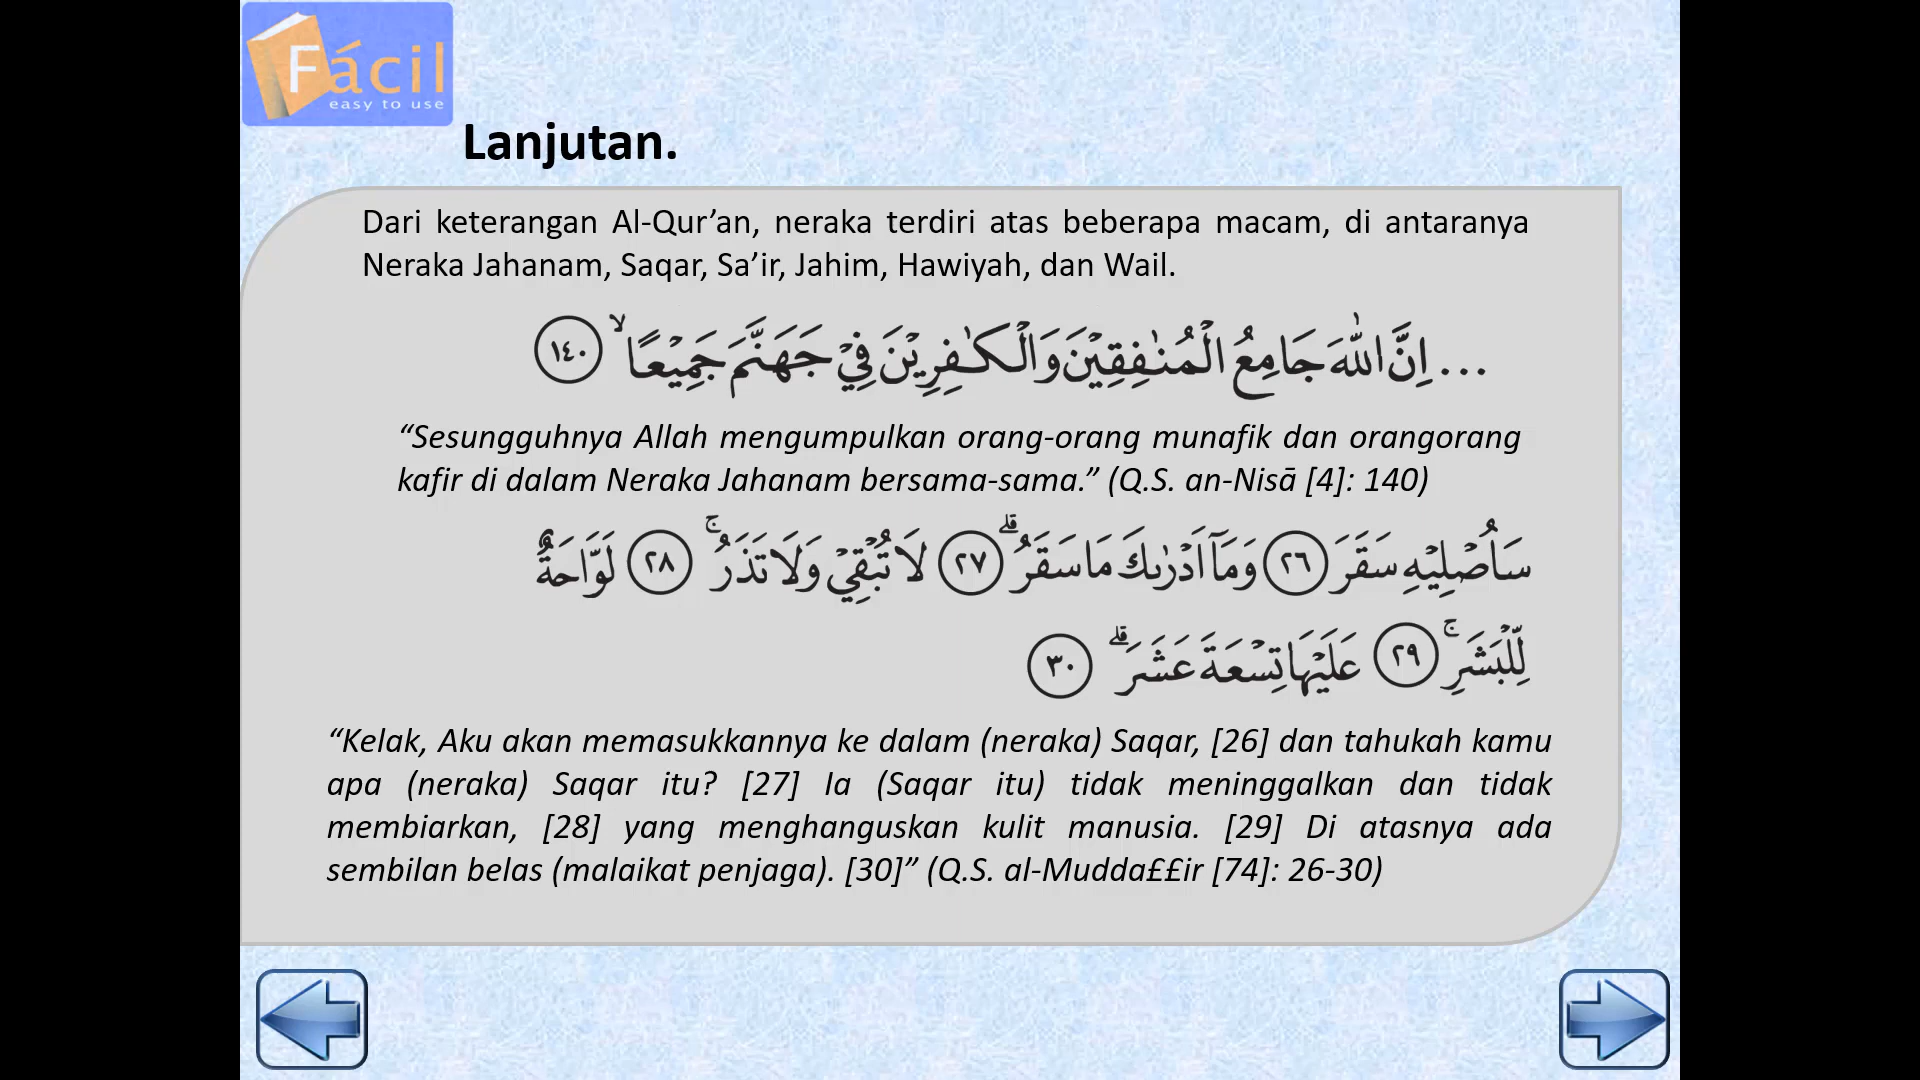 Fácil
easy to use
Lanjutan.
Dari keterangan Al-Qur’an, neraka terdiri atas beberapa macam, di antaranya
Neraka Jahanam, Saqar, Sa’ir, Jahim, Hawiyah, dan Wail.
... اِنَّ اللّٰهَ جَامِعُ الْمُنٰفِقِيْنَ وَالْكٰفِرِيْنَ فِيْ جَهَنَّمَ جَمِيْعًاۙ ١٤٠
“Sesungguhnya Allah mengumpulkan orang-orang munafik dan orangorang
kafir di dalam Neraka Jahanam bersama-sama.” (Q.S. an-Nisā [4]: 140)
سَاُصْلِيْهِ سَقَرَ ٢٦ وَمَآ اَدْرٰىكَ مَا سَقَرُۗ ٢٧ لَا تُبْقِيْ وَلَا تَذَرُۚ ٢٨ لَوَّاحَةٌ
لِّلْبَشَرِۚ ٢٩ عَلَيْهَا تِسْعَةَ عَشَرَۗ ٣٠
“Kelak, Aku akan memasukkannya ke dalam (neraka) Saqar, [26] dan tahukah kamu
apa (neraka) Saqar itu? [27] Ia (Saqar itu) tidak meninggalkan dan tidak
membiarkan, [28] yang menghanguskan kulit manusia. [29] Di atasnya ada
sembilan belas (malaikat penjaga). [30]” (Q.S. al-Mudda££ir [74]: 26-30)